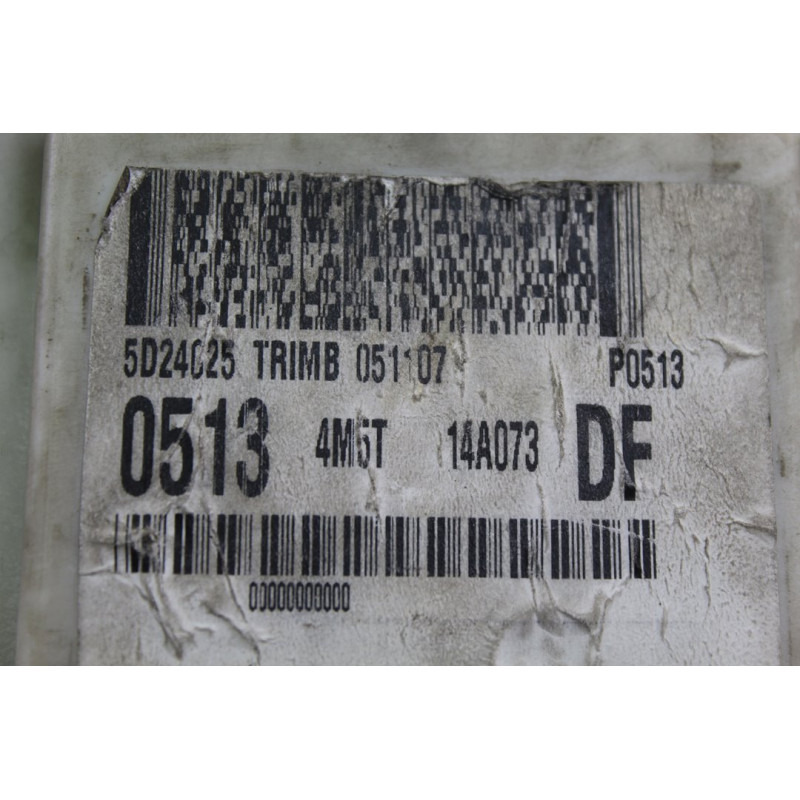 5D24025 TRIMB 051107 P0513
0513 4M5T 14A073 DF
00000000000